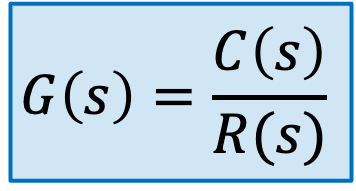 G(s) = C(s) / R(s)